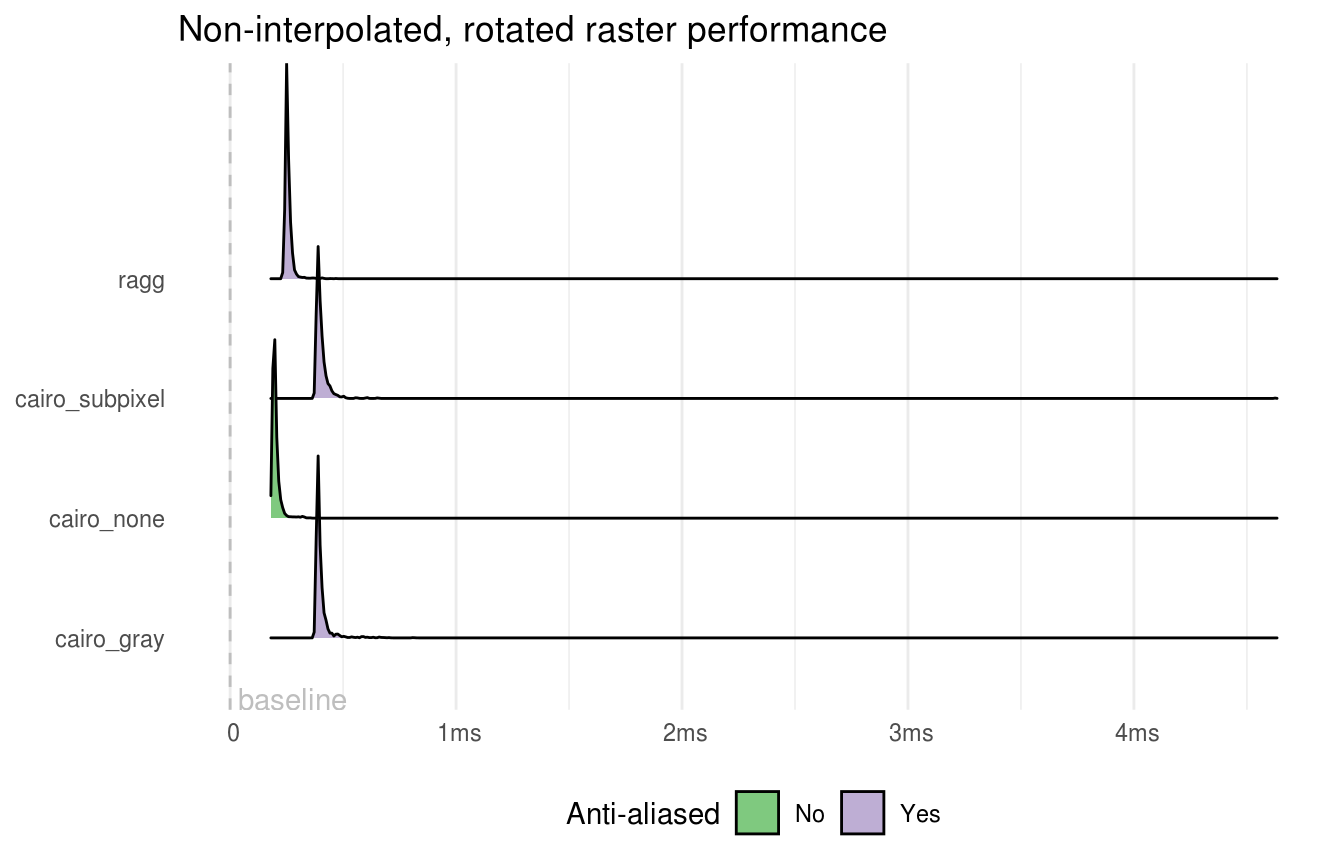 Non-interpolated, rotated raster performance
ragg
cairo_subpixel
cairo_none
cairo_gray
baseline
0 1ms 2ms 3ms 4ms
Anti-aliased No Yes